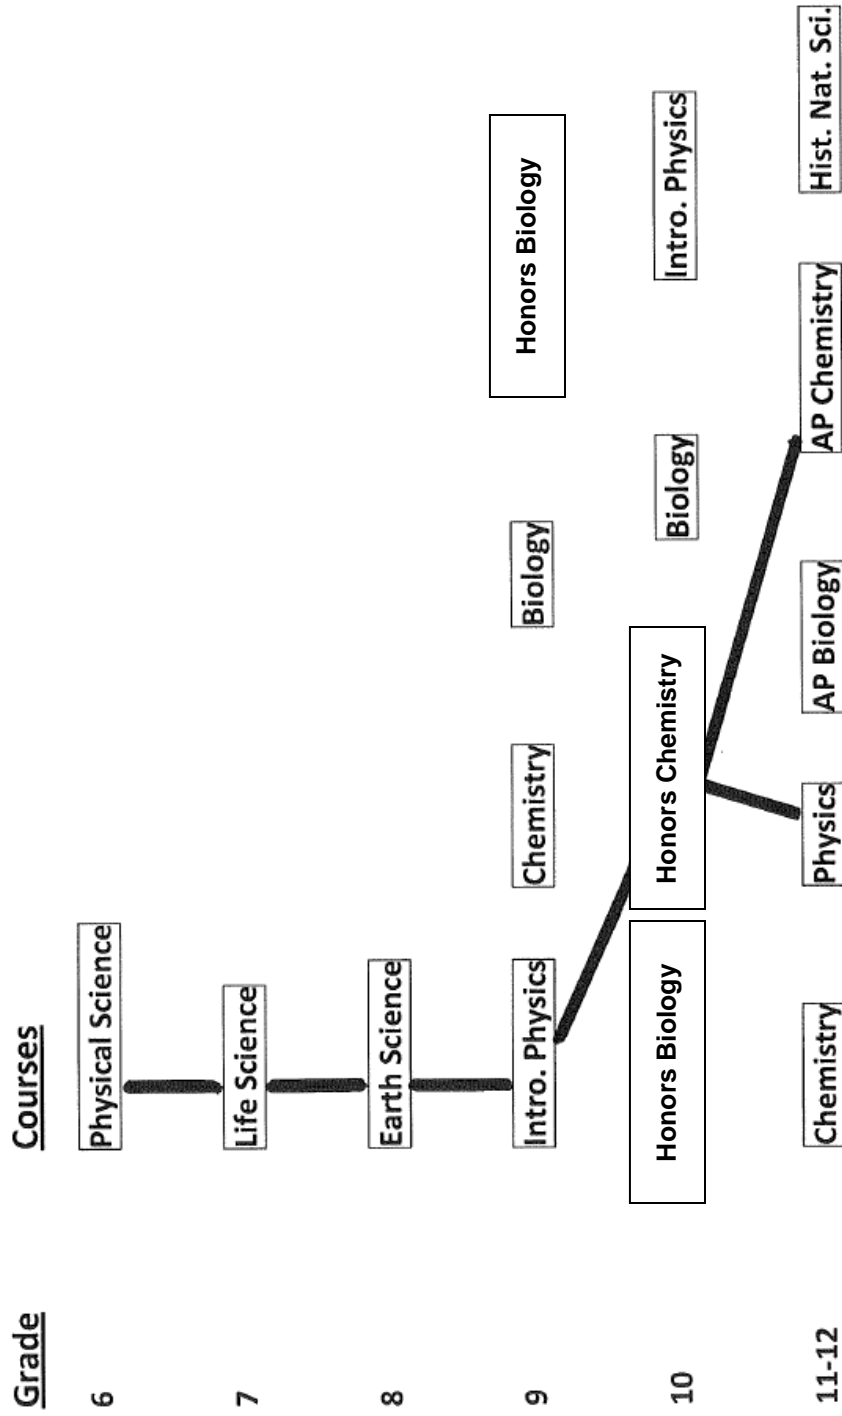 Grade Courses
6 Physical Science
7 Life Science
8 Earth Science
9 Intro. Physics Chemistry Biology Honors Biology
10 Honors Biology Honors Chemistry Biology Intro. Physics
11-12 Chemistry Physics AP Biology AP Chemistry Hist. Nat. Sci.